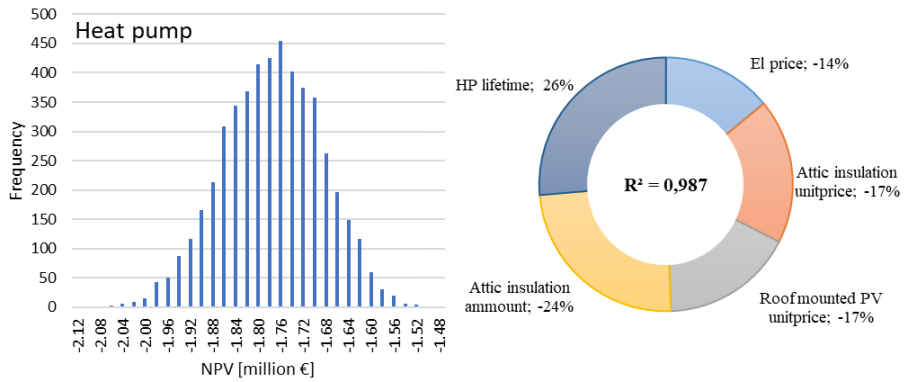 Heat pump
Frequency
500
450
400
350
300
250
200
150
100
50
0
-2.12
-2.08
-2.04
-2.00
-1.96
-1.92
-1.88
-1.84
-1.80
-1.76
-1.72
-1.68
-1.64
-1.60
-1.56
-1.52
-1.48
NPV [million €]
HP lifetime; 26%
El price; -14%
Attic insulation
unitprice; -17%
R² = 0,987
Attic insulation
ammount; -24%
Roof mounted PV
unitprice; -17%